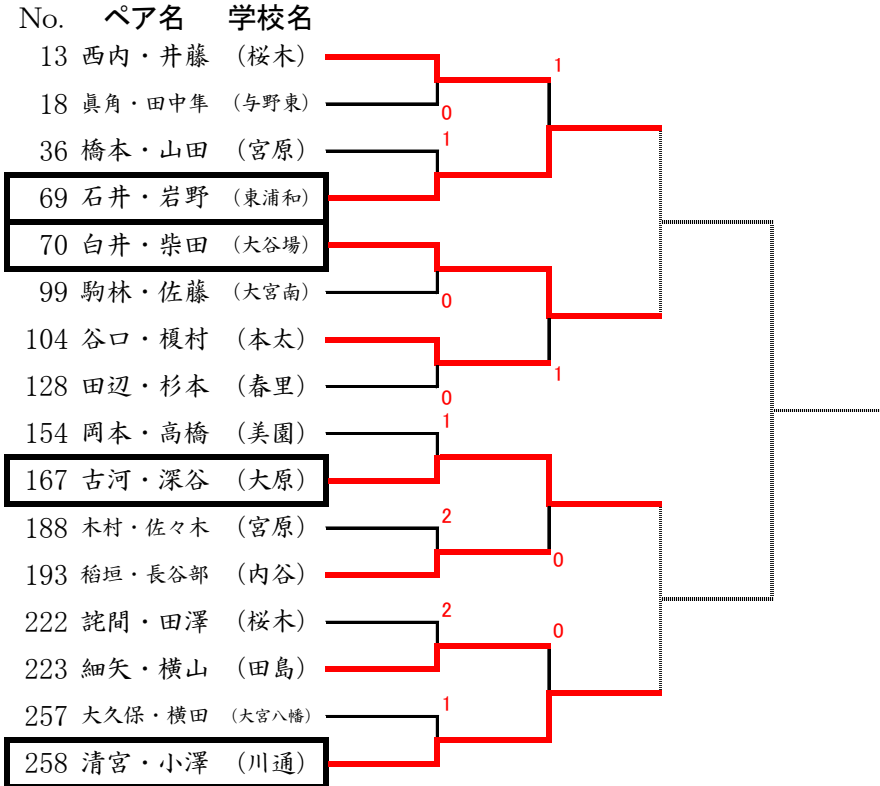 No. ペア名 学校名
13 西内・井藤 (桜木)
1
18 眞角・田中隼 (与野東)
0
36 橋本・山田 (宮原)
1
69 石井・岩野 (東浦和)
70 白井・柴田 (大谷場)
99 駒林・佐藤 (大宮南)
0
104 谷口・榎村 (本太)
1
128 田辺・杉本 (春里)
0
154 岡本・高橋 (美園)
1
167 古河・深谷 (大原)
188 木村・佐々木 (宮原)
2
0
193 稻垣・長谷部 (内谷)
222 詫間・田澤 (桜木)
2
0
223 細矢・横山 (田島)
257 大久保・横田 (大宮八幡)
1
258 清宮・小澤 (川通)